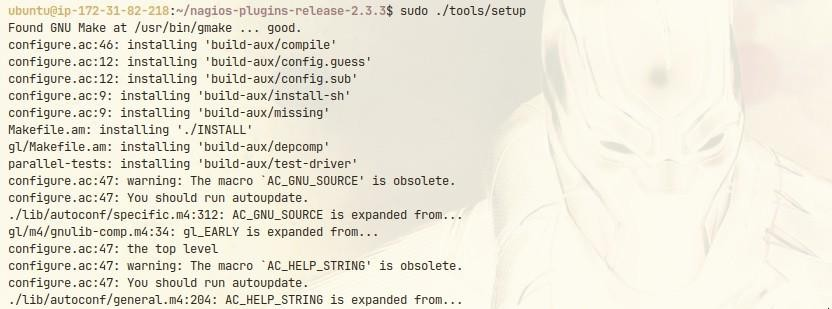 ubuntu@ip-172-31-82-218:~/nagios-plugins-release-2.3.3$ sudo ./tools/setup
Found GNU Make at /usr/bin/gmake ... good.
configure.ac:46: installing 'build-aux/compile'
configure.ac:12: installing 'build-aux/config.guess'
configure.ac:12: installing 'build-aux/config.sub'
configure.ac:9: installing 'build-aux/install-sh'
configure.ac:9: installing 'build-aux/missing'
Makefile.am: installing './INSTALL'
gl/Makefile.am: installing 'build-aux/depcomp'
parallel-tests: installing 'build-aux/test-driver'
configure.ac:47: warning: The macro `AC_GNU_SOURCE' is obsolete.
configure.ac:47: You should run autoupdate.
./lib/autoconf/specific.m4:312: AC_GNU_SOURCE is expanded from...
gl/m4/gnulib-comp.m4:34: gl_EARLY is expanded from...
configure.ac:47: the top level
configure.ac:47: warning: The macro `AC_HELP_STRING' is obsolete.
configure.ac:47: You should run autoupdate.
./lib/autoconf/general.m4:204: AC_HELP_STRING is expanded from...